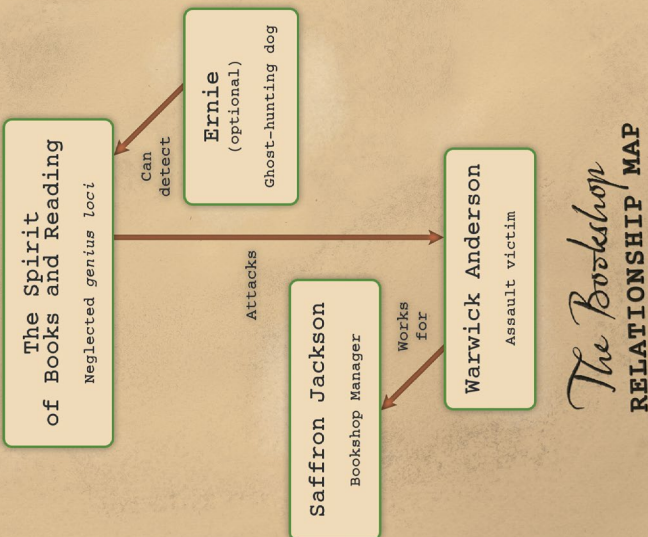 The Spirit
of Books and Reading
Neglected genius loci
Can
detect
Ernie
(optional)
Ghost-hunting dog
Attacks
Saffron Jackson
Bookshop Manager
Works
for
Warwick Anderson
Assault victim
The Bookshop
RELATIONSHIP MAP